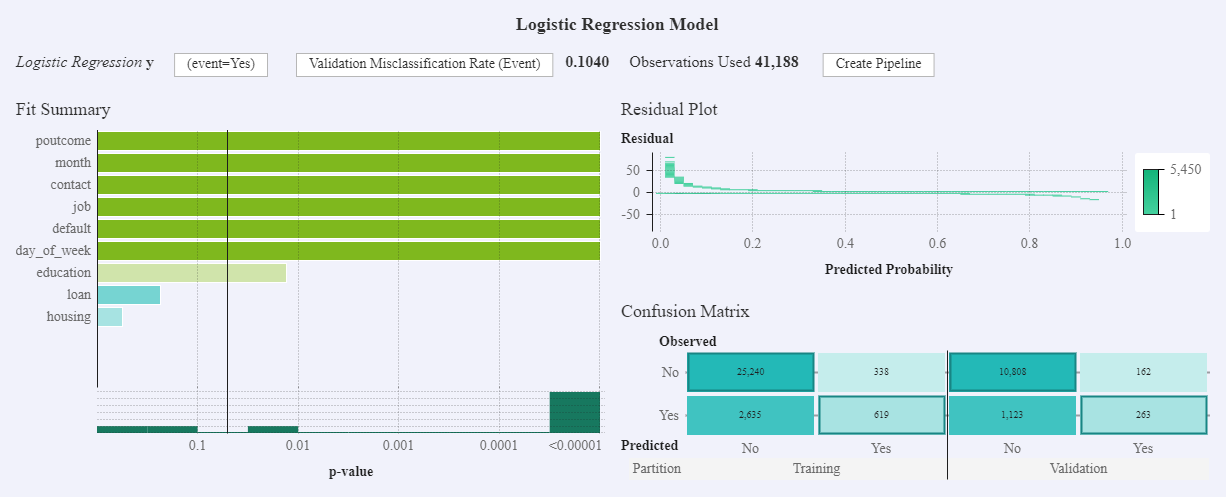 Logistic Regression Model
Logistic Regression y (event=Yes) Validation Misclassification Rate (Event) 0.1040 Observations Used 41,188 Create Pipeline
Fit Summary
poutcome
month
contact
job
default
day_of_week
education
loan
housing
0.1 0.01 0.001 0.0001 <0.00001
p-value
Residual Plot
Residual
50
0
-50
0.0 0.2 0.4 0.6 0.8 1.0
Predicted Probability
5,450
1
Confusion Matrix
Observed
No 25,240 338 10,808 162
Yes 2,635 619 1,123 263
Predicted No Yes No Yes
Partition Training Validation